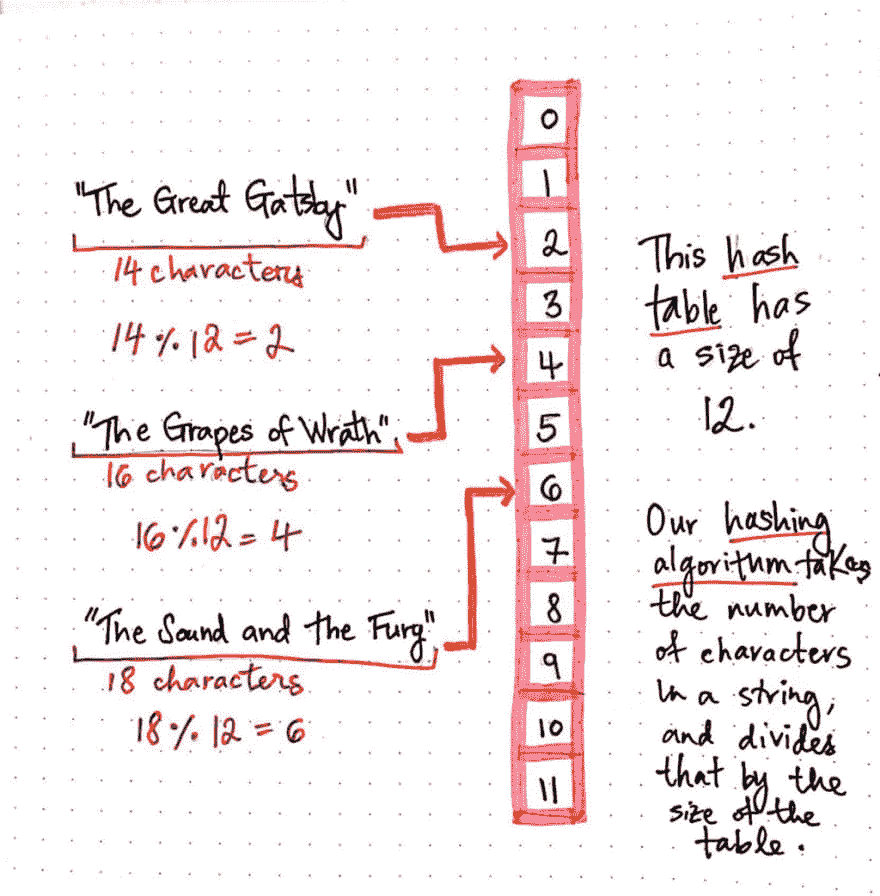 "The Great Gatsby"
14 characters
14 % 12 = 2
"The Grapes of Wrath"
16 characters
16 % 12 = 4
"The Sound and the Fury"
18 characters
18 % 12 = 6
0
1
2
3
4
5
6
7
8
9
10
11
This hash
table has
a size of
12.
Our hashing
algorithm takes
the number
of characters
in a string,
and divides
that by the
size of the
table.